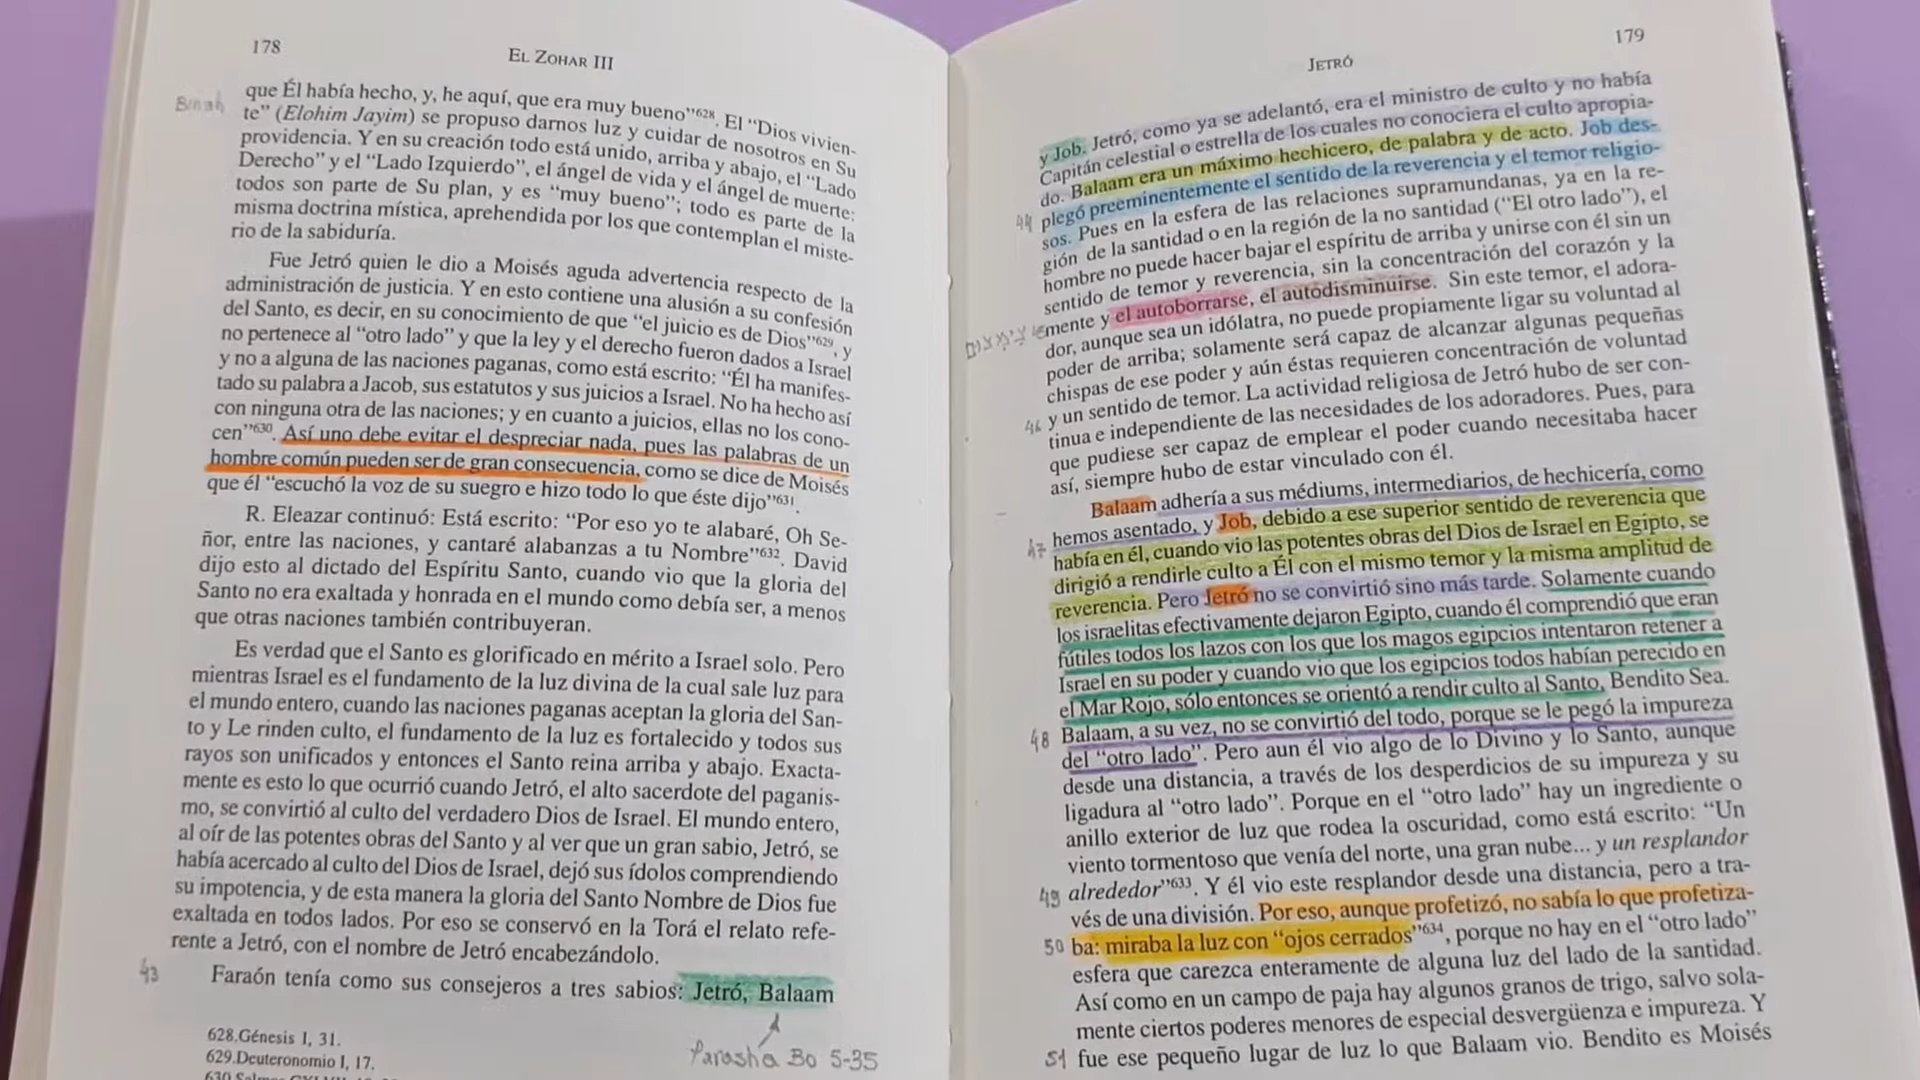 178
EL ZOHAR III
Binah
que Él había hecho, y, he aquí, que era muy bueno”628. El “Dios vivien-
te” (Elohim Jayim) se propuso darnos luz y cuidar de nosotros en Su
providencia. Y en su creación todo está unido, arriba y abajo, el “Lado
Derecho” y el “Lado Izquierdo”, el ángel de vida y el ángel de muerte:
todos son parte de Su plan, y es “muy bueno”; todo es parte de la
misma doctrina mística, aprehendida por los que contemplan el miste-
rio de la sabiduría.
Fue Jetró quien le dio a Moisés aguda advertencia respecto de la
administración de justicia. Y en esto contiene una alusión a su confesión
del Santo, es decir, en su conocimiento de que “el juicio es de Dios”629, y
no pertenece al “otro lado” y que la ley y el derecho fueron dados a Israel
y no a alguna de las naciones paganas, como está escrito: “Él ha manifes-
tado su palabra a Jacob, sus estatutos y sus juicios a Israel. No ha hecho así
con ninguna otra de las naciones; y en cuanto a juicios, ellas no los cono-
cen”630. Así uno debe evitar el despreciar nada, pues las palabras de un
hombre común pueden ser de gran consecuencia, como se dice de Moisés
que él “escuchó la voz de su suegro e hizo todo lo que éste dijo”631.
R. Eleazar continuó: Está escrito: “Por eso yo te alabaré, Oh Se-
ñor, entre las naciones, y cantaré alabanzas a tu Nombre”632. David
dijo esto al dictado del Espíritu Santo, cuando vio que la gloria del
Santo no era exaltada y honrada en el mundo como debía ser, a menos
que otras naciones también contribuyeran.
Es verdad que el Santo es glorificado en mérito a Israel solo. Pero
mientras Israel es el fundamento de la luz divina de la cual sale luz para
el mundo entero, cuando las naciones paganas aceptan la gloria del San-
to y Le rinden culto, el fundamento de la luz es fortalecido y todos sus
rayos son unificados y entonces el Santo reina arriba y abajo. Exacta-
mente es esto lo que ocurrió cuando Jetró, el alto sacerdote del paganis-
mo, se convirtió al culto del verdadero Dios de Israel. El mundo entero,
al oír de las potentes obras del Santo y al ver que un gran sabio, Jetró, se
había acercado al culto del Dios de Israel, dejó sus ídolos comprendiendo
su impotencia, y de esta manera la gloria del Santo Nombre de Dios fue
exaltada en todos lados. Por eso se conservó en la Torá el relato refe-
rente a Jetró, con el nombre de Jetró encabezándolo.
43 Faraón tenía como sus consejeros a tres sabios: Jetró, Balaam
Parasha Bo 5-35
628.Génesis I, 31.
629.Deuteronomio I, 17.
179
JETRÓ
y Job. Jetró, como ya se adelantó, era el ministro de culto y no había
Capitán celestial o estrella de los cuales no conociera el culto apropia-
do. Balaam era un máximo hechicero, de palabra y de acto. Job des-
44 plegó preeminentemente el sentido de la reverencia y el temor religio-
sos. Pues en la esfera de las relaciones supramundanas, ya en la re-
gión de la santidad o en la región de la no santidad (“El otro lado”), el
hombre no puede hacer bajar el espíritu de arriba y unirse con él sin un
sentido de temor y reverencia, sin la concentración del corazón y la
mente y el autoborrarse, el autodisminuirse. Sin este temor, el adora-
dor, aunque sea un idólatra, no puede propiamente ligar su voluntad al
poder de arriba; solamente será capaz de alcanzar algunas pequeñas
chispas de ese poder y aún éstas requieren concentración de voluntad
46 y un sentido de temor. La actividad religiosa de Jetró hubo de ser con-
tinua e independiente de las necesidades de los adoradores. Pues, para
que pudiese ser capaz de emplear el poder cuando necesitaba hacer
así, siempre hubo de estar vinculado con él.
Balaam adhería a sus médiums, intermediarios, de hechicería, como
47 hemos asentado, y Job, debido a ese superior sentido de reverencia que
había en él, cuando vio las potentes obras del Dios de Israel en Egipto, se
dirigió a rendirle culto a Él con el mismo temor y la misma amplitud de
reverencia. Pero Jetró no se convirtió sino más tarde. Solamente cuando
los israelitas efectivamente dejaron Egipto, cuando él comprendió que eran
fútiles todos los lazos con los que los magos egipcios intentaron retener a
Israel en su poder y cuando vio que los egipcios todos habían perecido en
el Mar Rojo, sólo entonces se orientó a rendir culto al Santo, Bendito Sea.
48 Balaam, a su vez, no se convirtió del todo, porque se le pegó la impureza
del “otro lado”. Pero aun él vio algo de lo Divino y lo Santo, aunque
desde una distancia, a través de los desperdicios de su impureza y su
ligadura al “otro lado”. Porque en el “otro lado” hay un ingrediente o
anillo exterior de luz que rodea la oscuridad, como está escrito: “Un
viento tormentoso que venía del norte, una gran nube... y un resplandor
49 alrededor”633. Y él vio este resplandor desde una distancia, pero a tra-
vés de una división. Por eso, aunque profetizó, no sabía lo que profetiza-
50 ba: miraba la luz con “ojos cerrados”634, porque no hay en el “otro lado”
esfera que carezca enteramente de alguna luz del lado de la santidad.
Así como en un campo de paja hay algunos granos de trigo, salvo sola-
mente ciertos poderes menores de especial desvergüenza e impureza. Y
51 fue ese pequeño lugar de luz lo que Balaam vio. Bendito es Moisés